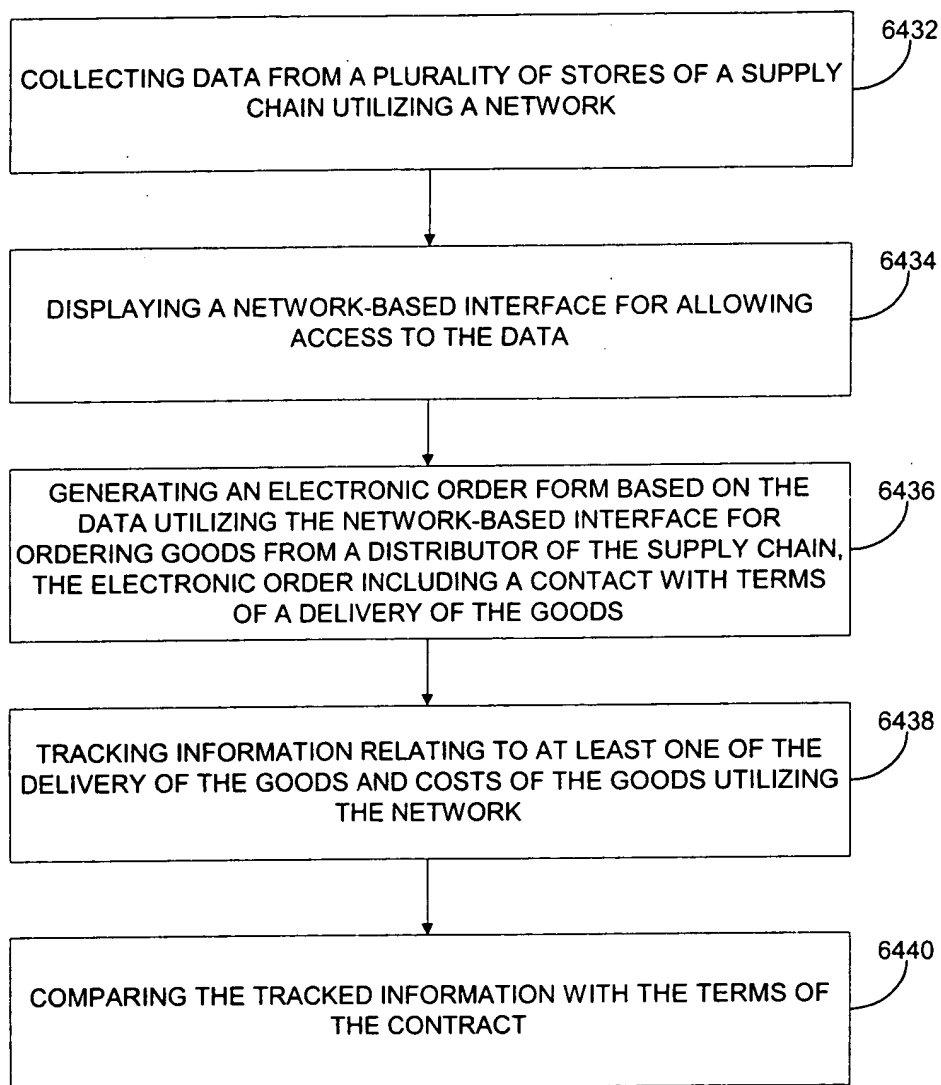 6432
COLLECTING DATA FROM A PLURALITY OF STORES OF A SUPPLY
CHAIN UTILIZING A NETWORK
6434
DISPLAYING A NETWORK-BASED INTERFACE FOR ALLOWING
ACCESS TO THE DATA
6436
GENERATING AN ELECTRONIC ORDER FORM BASED ON THE
DATA UTILIZING THE NETWORK-BASED INTERFACE FOR
ORDERING GOODS FROM A DISTRIBUTOR OF THE SUPPLY CHAIN,
THE ELECTRONIC ORDER INCLUDING A CONTACT WITH TERMS
OF A DELIVERY OF THE GOODS
6438
TRACKING INFORMATION RELATING TO AT LEAST ONE OF THE
DELIVERY OF THE GOODS AND COSTS OF THE GOODS UTILIZING
THE NETWORK
6440
COMPARING THE TRACKED INFORMATION WITH THE TERMS OF
THE CONTRACT